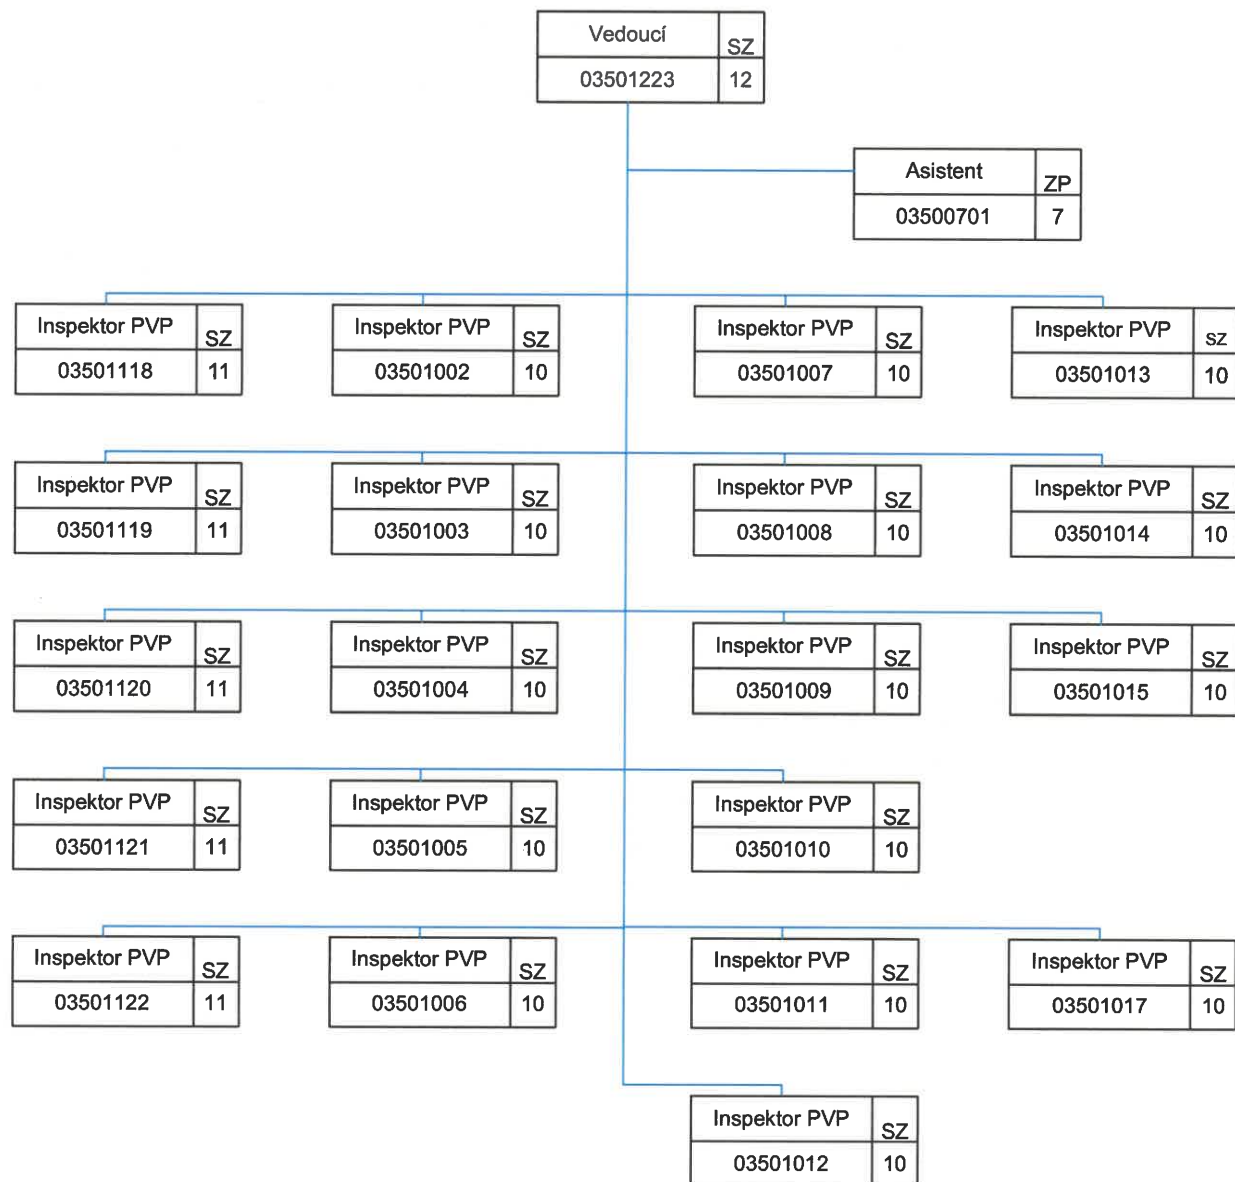 Vedoucí SZ
03501223 12
Asistent ZP
03500701 7
Inspektor PVP SZ
03501118 11
Inspektor PVP SZ
03501002 10
Inspektor PVP SZ
03501007 10
Inspektor PVP sz
03501013 10
Inspektor PVP SZ
03501119 11
Inspektor PVP SZ
03501003 10
Inspektor PVP SZ
03501008 10
Inspektor PVP SZ
03501014 10
Inspektor PVP SZ
03501120 11
Inspektor PVP SZ
03501004 10
Inspektor PVP SZ
03501009 10
Inspektor PVP SZ
03501015 10
Inspektor PVP SZ
03501121 11
Inspektor PVP SZ
03501005 10
Inspektor PVP SZ
03501010 10
Inspektor PVP SZ
03501122 11
Inspektor PVP SZ
03501006 10
Inspektor PVP SZ
03501011 10
Inspektor PVP SZ
03501017 10
Inspektor PVP SZ
03501012 10